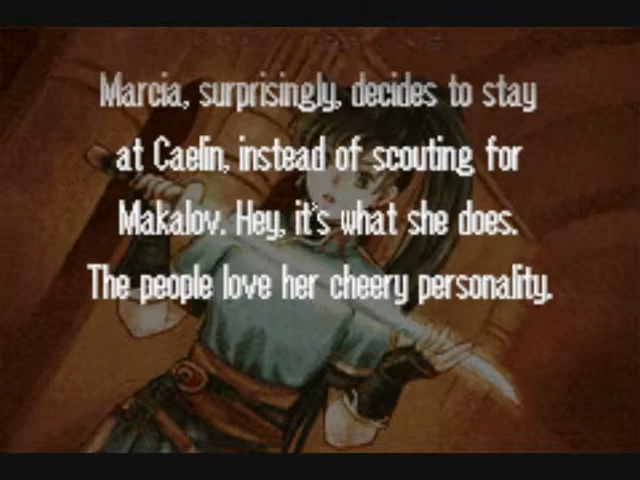 Marcia, surprisingly, decides to stay
at Caelin, instead of scouting for
Makalov. Hey, it's what she does.
The people love her cheery personality.